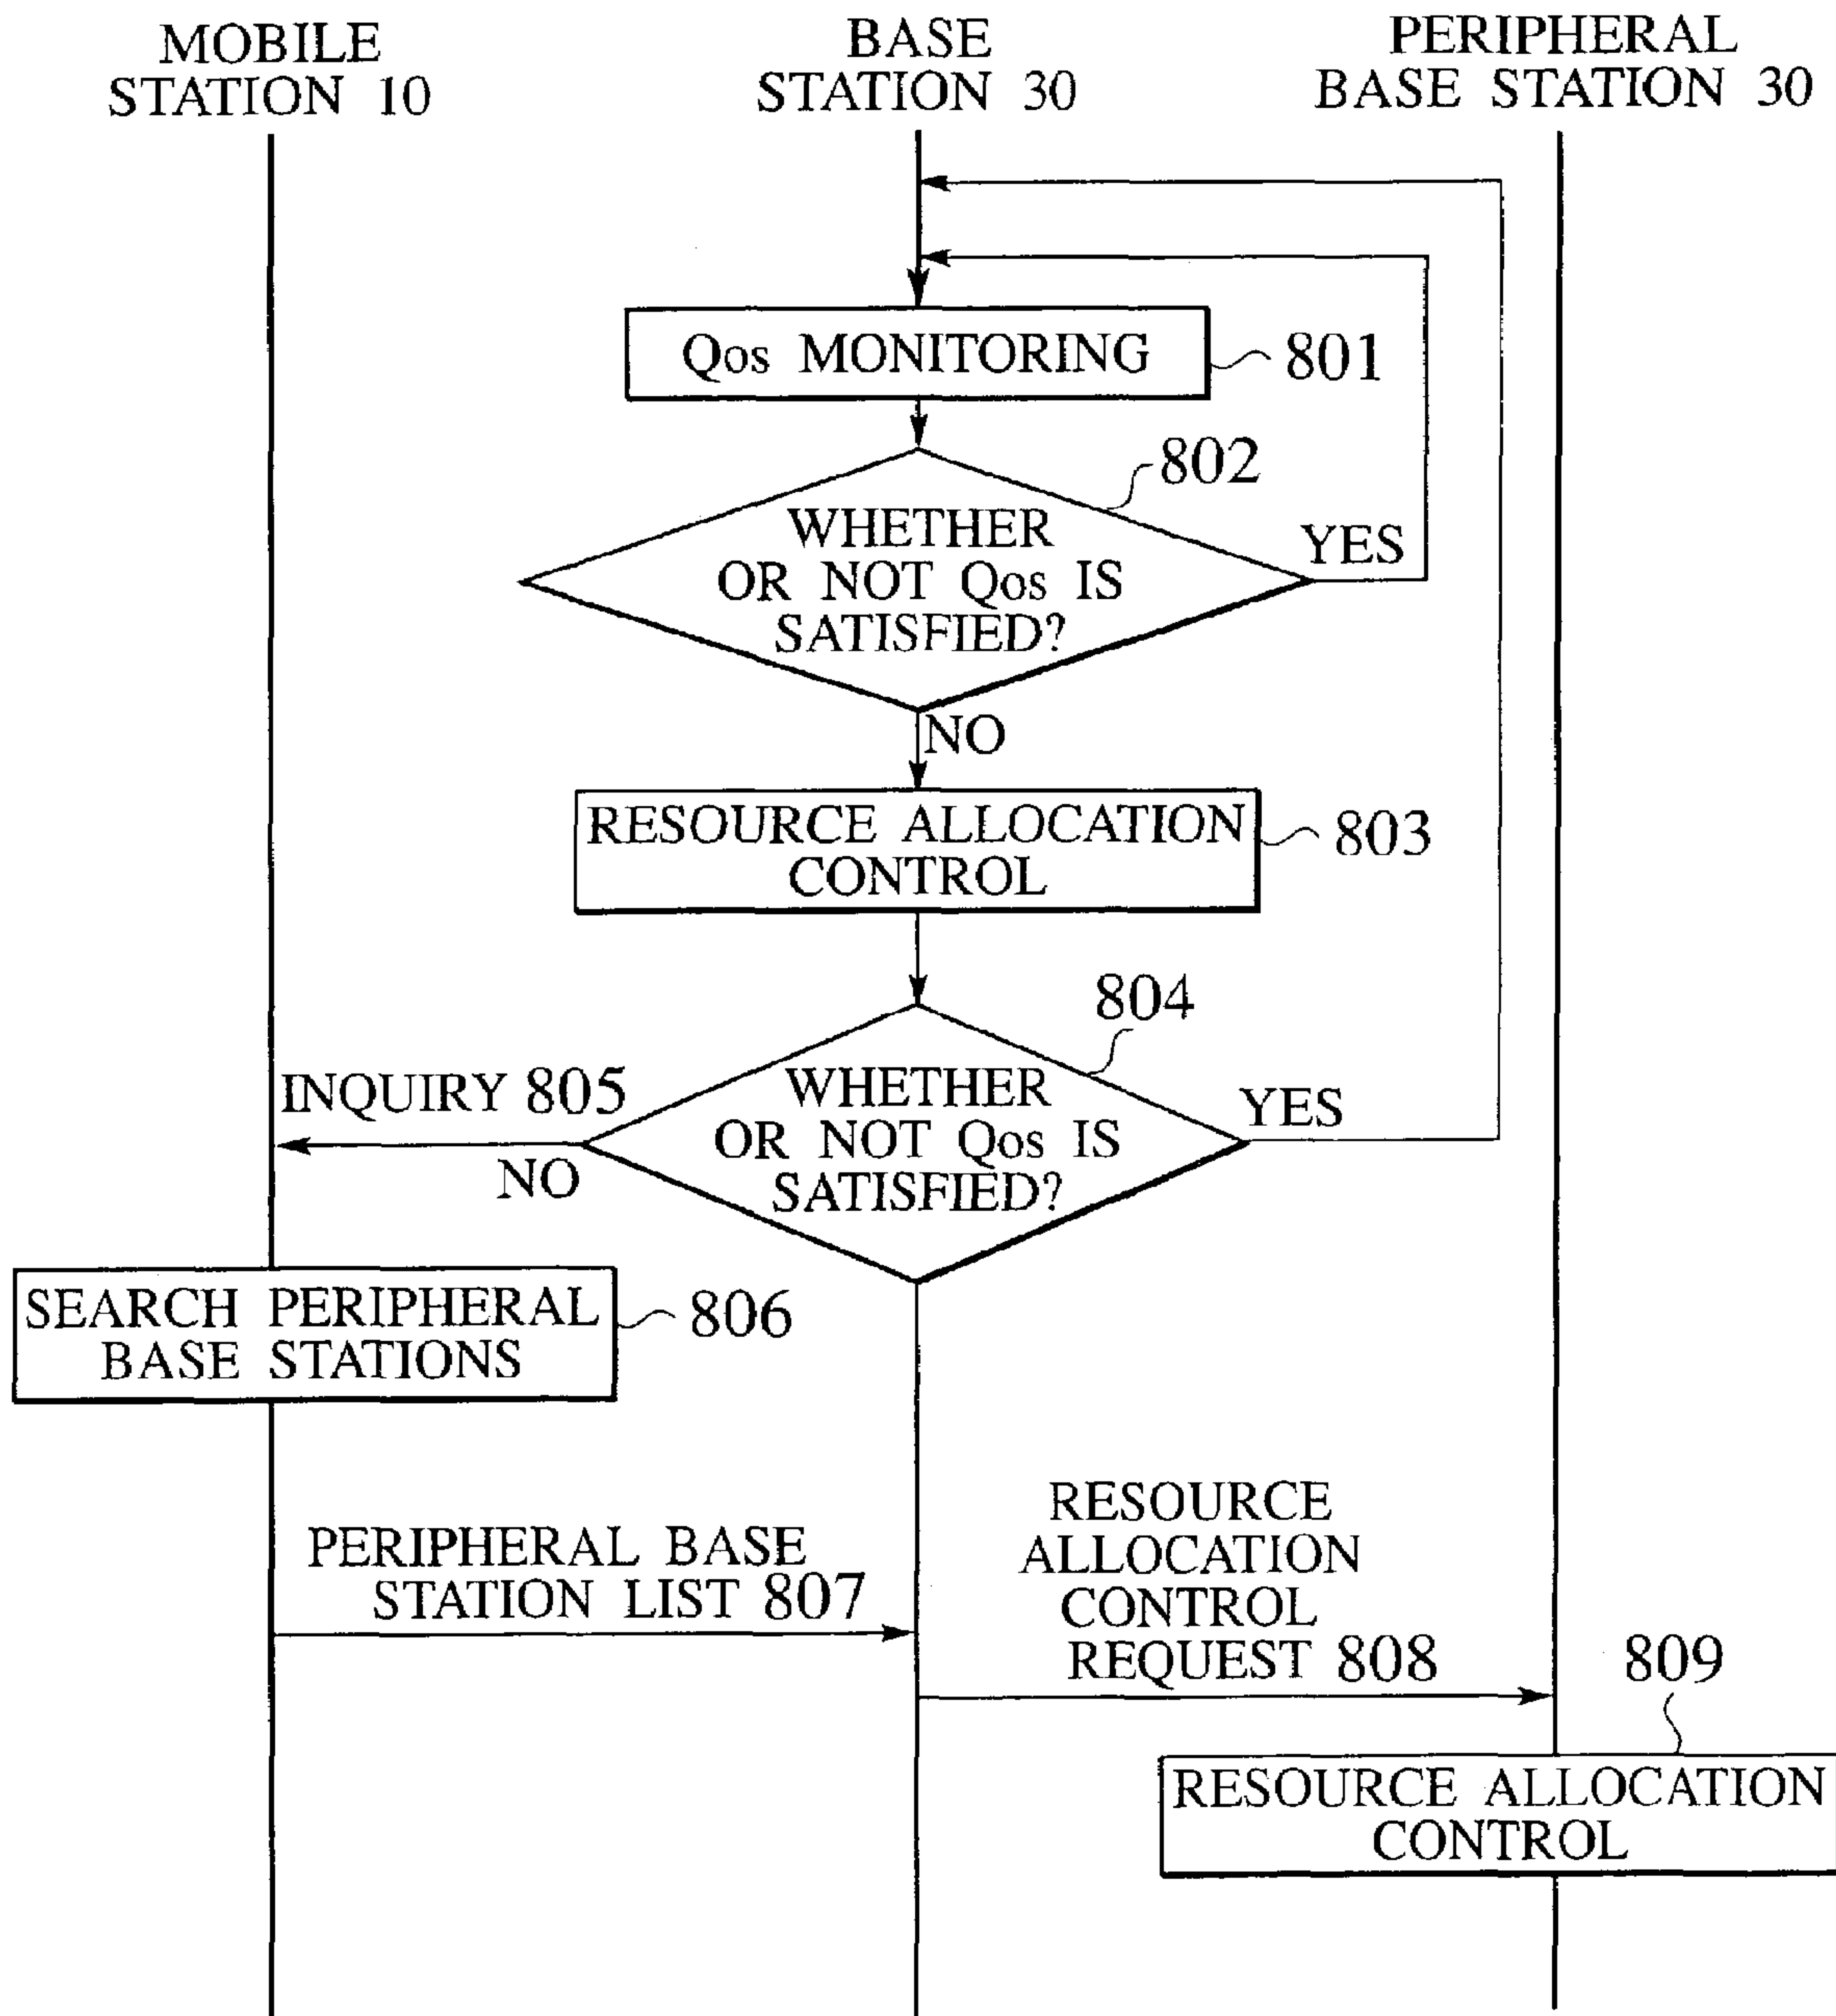 MOBILE
STATION 10
BASE
STATION 30
PERIPHERAL
BASE STATION 30
Qos MONITORING
801
802
WHETHER
OR NOT Qos IS
SATISFIED?
YES
NO
RESOURCE ALLOCATION
CONTROL
803
804
INQUIRY 805
WHETHER
OR NOT Qos IS
SATISFIED?
YES
NO
SEARCH PERIPHERAL
BASE STATIONS
806
PERIPHERAL BASE
STATION LIST 807
RESOURCE
ALLOCATION
CONTROL
REQUEST 808
809
RESOURCE ALLOCATION
CONTROL